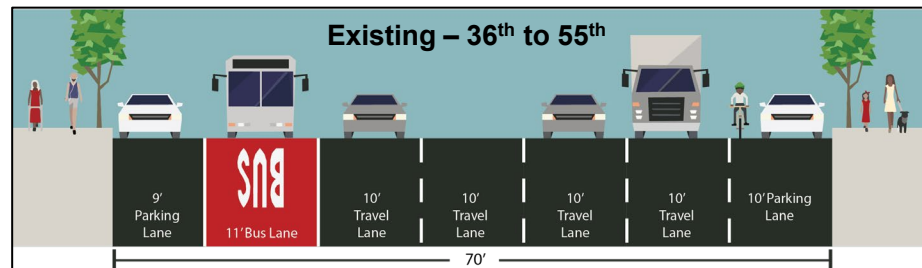 Existing – 36th to 55th
BUS
9'
Parking
Lane
11' Bus Lane
10'
Travel
Lane
10'
Travel
Lane
10'
Travel
Lane
10'
Travel
Lane
10' Parking
Lane
70'